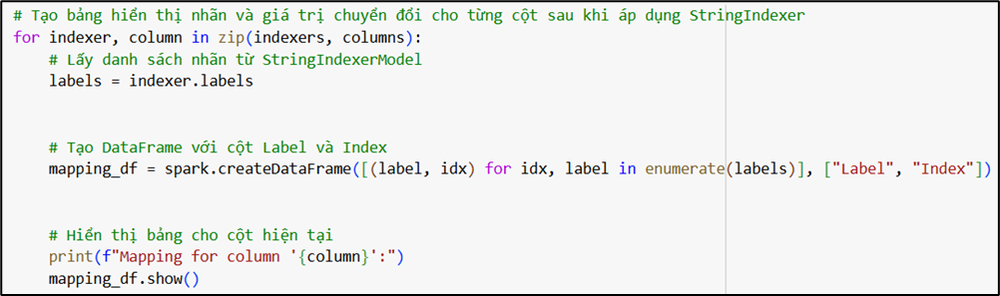 # Tạo bảng hiển thị nhãn và giá trị chuyển đổi cho từng cột sau khi áp dụng StringIndexer
for indexer, column in zip(indexers, columns):
    # Lấy danh sách nhãn từ StringIndexerModel
    labels = indexer.labels
    # Tạo DataFrame với cột Label và Index
    mapping_df = spark.createDataFrame([(label, idx) for idx, label in enumerate(labels)], ["Label", "Index"])
    # Hiển thị bảng cho cột hiện tại
    print(f"Mapping for column '{column}':")
    mapping_df.show()